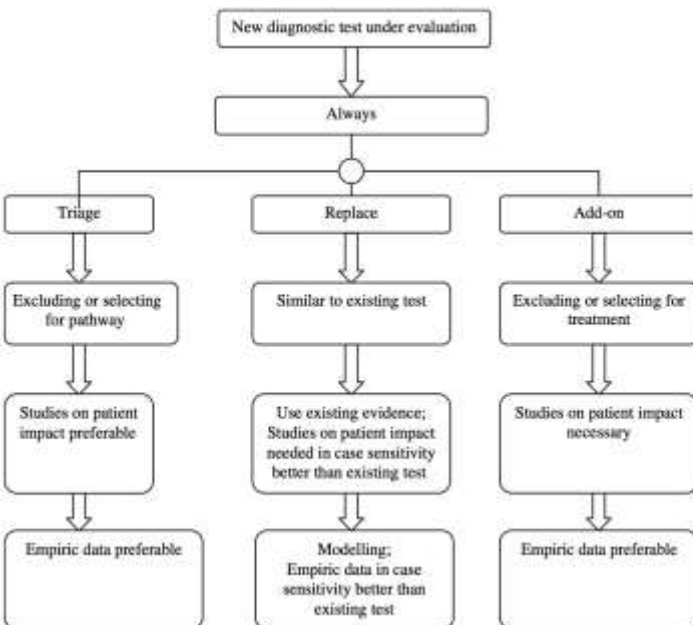 New diagnostic test under evaluation
Always
Triage
Replace
Add-on
Excluding or selecting
for pathway
Similar to existing test
Excluding or selecting for
treatment
Studies on patient
impact preferable
Use existing evidence;
Studies on patient impact
needed in case sensitivity
better than existing test
Studies on patient impact
necessary
Empiric data preferable
Modelling;
Empiric data in case
sensitivity better than
existing test
Empiric data preferable